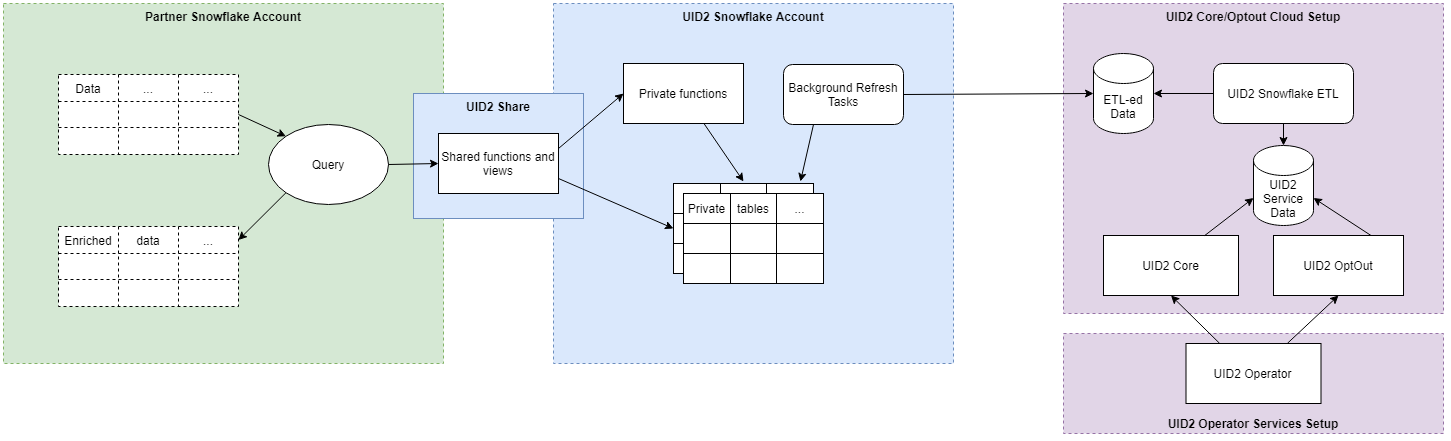 Partner Snowflake Account
Data ... ...
Query
Enriched data ...
UID2 Share
Shared functions and
views
UID2 Snowflake Account
Private functions
Background Refresh
Tasks
Private tables ...
UID2 Core/Optout Cloud Setup
ETL-ed
Data
UID2 Snowflake ETL
UID2
Service
Data
UID2 Core
UID2 OptOut
UID2 Operator
UID2 Operator Services Setup